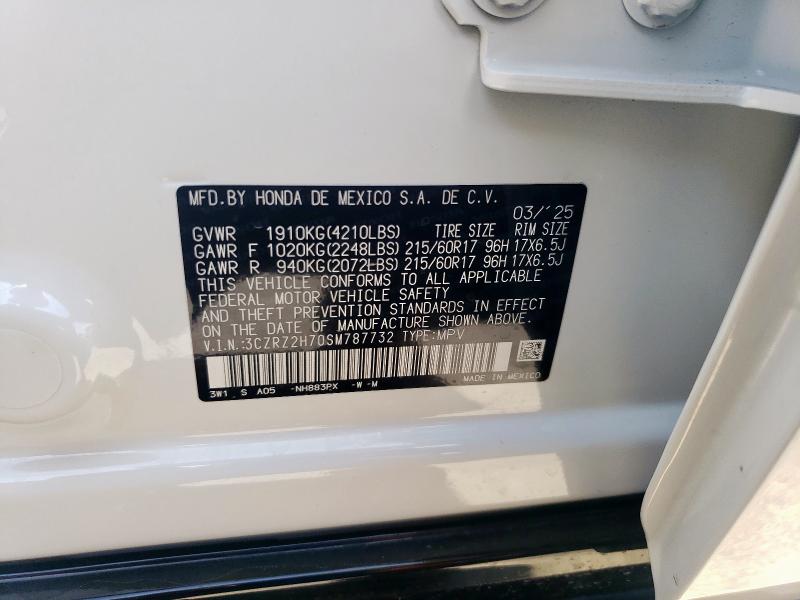 MFD.BY HONDA DE MEXICO S.A. DE C.V.
03/'25
GVWR 1910KG(4210LBS) TIRE SIZE RIM SIZE
GAWR F 1020KG(2248LBS) 215/60R17 96H 17X6.5J
GAWR R 940KG(2072LBS) 215/60R17 96H 17X6.5J
THIS VEHICLE CONFORMS TO ALL APPLICABLE
FEDERAL MOTOR VEHICLE SAFETY
AND THEFT PREVENTION STANDARDS IN EFFECT
ON THE DATE OF MANUFACTURE SHOWN ABOVE.
V.I.N.:3CZRZ2H70SM787732 TYPE:MPV
3W1 S A05 -NH883PX -W-M
MADE IN MEXICO